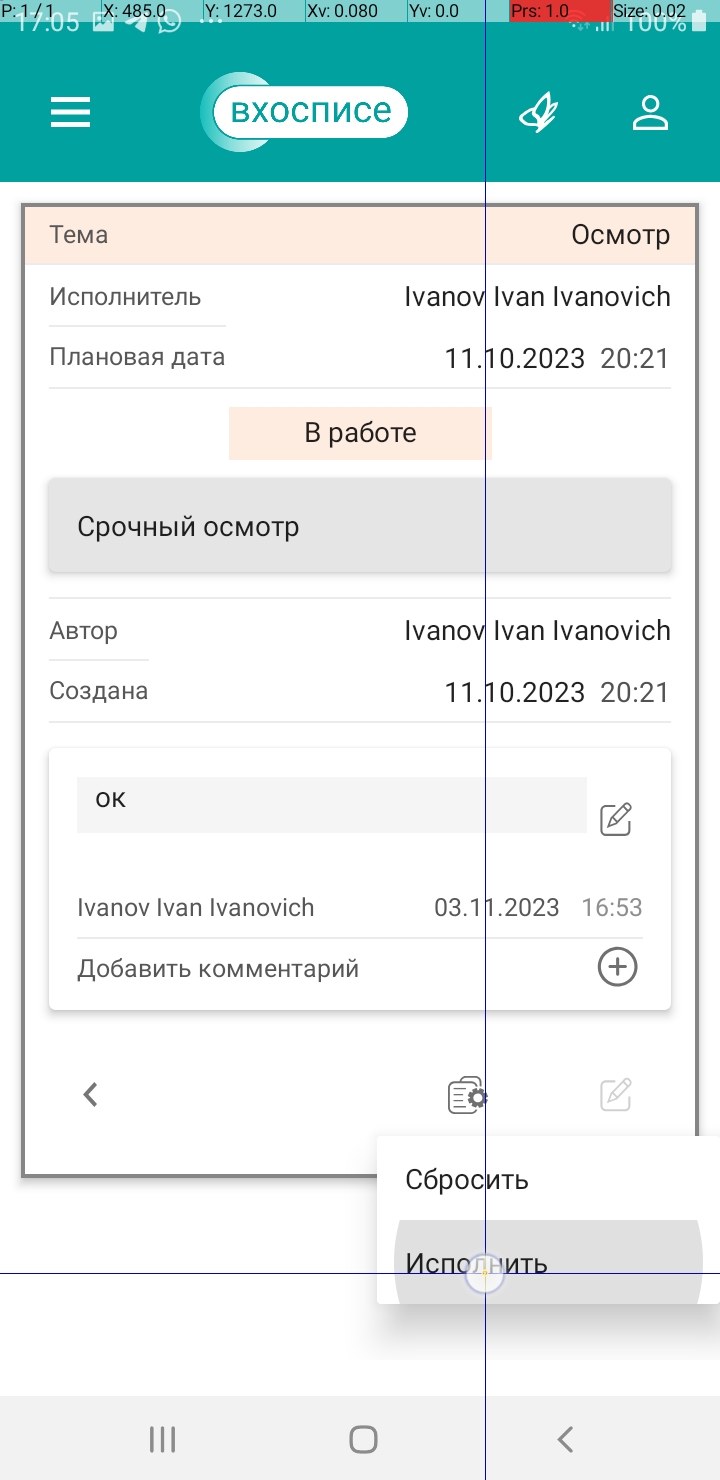 P: 1 / 1 X: 485.0 Y: 1273.0 Xv: 0.080 Yv: 0.0 Prs: 1.0 Size: 0.02
17:05 100%
вхосписе
Тема Осмотр
Исполнитель Ivanov Ivan Ivanovich
Плановая дата 11.10.2023 20:21
В работе
Срочный осмотр
Автор Ivanov Ivan Ivanovich
Создана 11.10.2023 20:21
ок
Ivanov Ivan Ivanovich 03.11.2023 16:53
Добавить комментарий
Сбросить
Исполнить